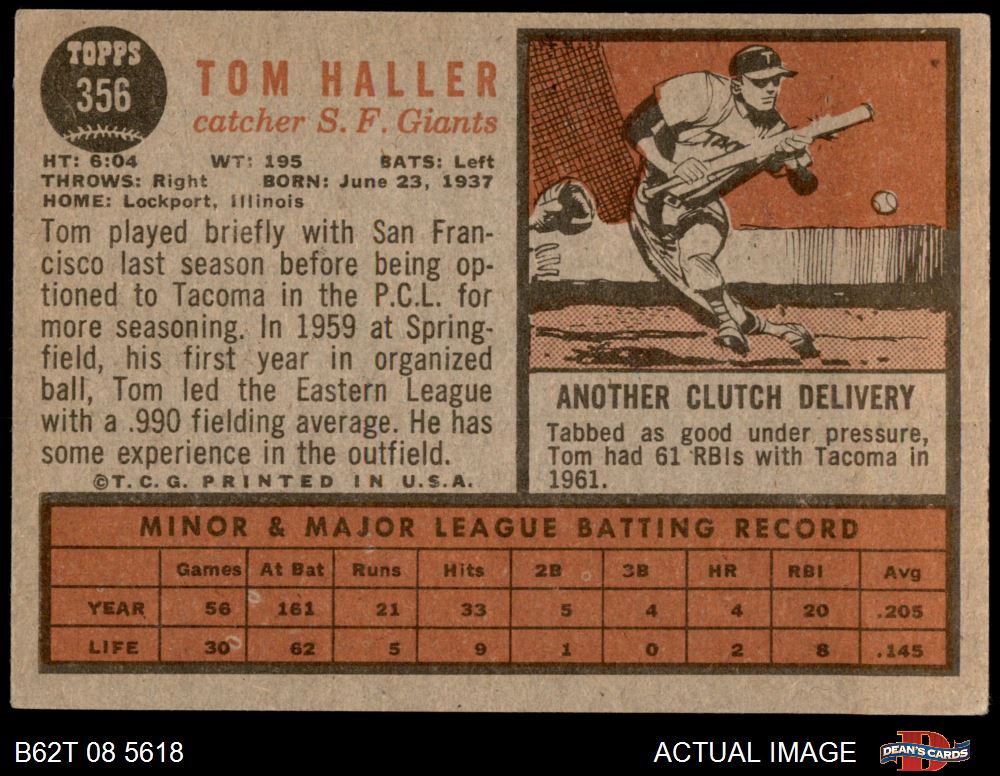 TOPPS
356
TOM HALLER
catcher S. F. Giants
HT: 6:04 WT: 195 BATS: Left
THROWS: Right BORN: June 23, 1937
HOME: Lockport, Illinois
Tom played briefly with San Fran-
cisco last season before being op-
tioned to Tacoma in the P.C.L. for
more seasoning. In 1959 at Spring-
field, his first year in organized
ball, Tom led the Eastern League
with a .990 fielding average. He has
some experience in the outfield.
©T. C. G. PRINTED IN U.S.A.
T
Tac
ANOTHER CLUTCH DELIVERY
Tabbed as good under pressure,
Tom had 61 RBIs with Tacoma in
1961.
MINOR & MAJOR LEAGUE BATTING RECORD
Games At Bat Runs Hits 2B 3B HR RBI Avg
YEAR 56 161 21 33 5 4 4 20 .205
LIFE 30 62 5 9 1 0 2 8 .145
B62T 08 5618
ACTUAL IMAGE
D
DEAN'S CARDS